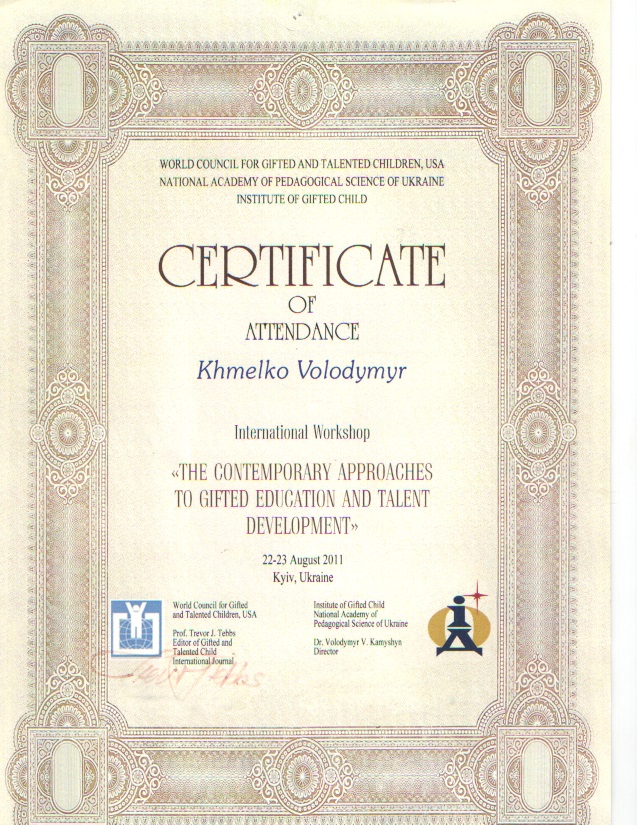 WORLD COUNCIL FOR GIFTED AND TALENTED CHILDREN, USA
NATIONAL ACADEMY OF PEDAGOGICAL SCIENCE OF UKRAINE
INSTITUTE OF GIFTED CHILD
CERTIFICATE
OF
ATTENDANCE
Khmelko Volodymyr
International Workshop
«THE CONTEMPORARY APPROACHES
TO GIFTED EDUCATION AND TALENT
DEVELOPMENT»
22-23 August 2011
Kyiv, Ukraine
World Council for Gifted
and Talented Children, USA
Prof. Trevor J. Tebbs
Editor of Gifted and
Talented Child
International Journal
Institute of Gifted Child
National Academy of
Pedagogical Science of Ukraine
Dr. Volodymyr V. Kamyshyn
Director